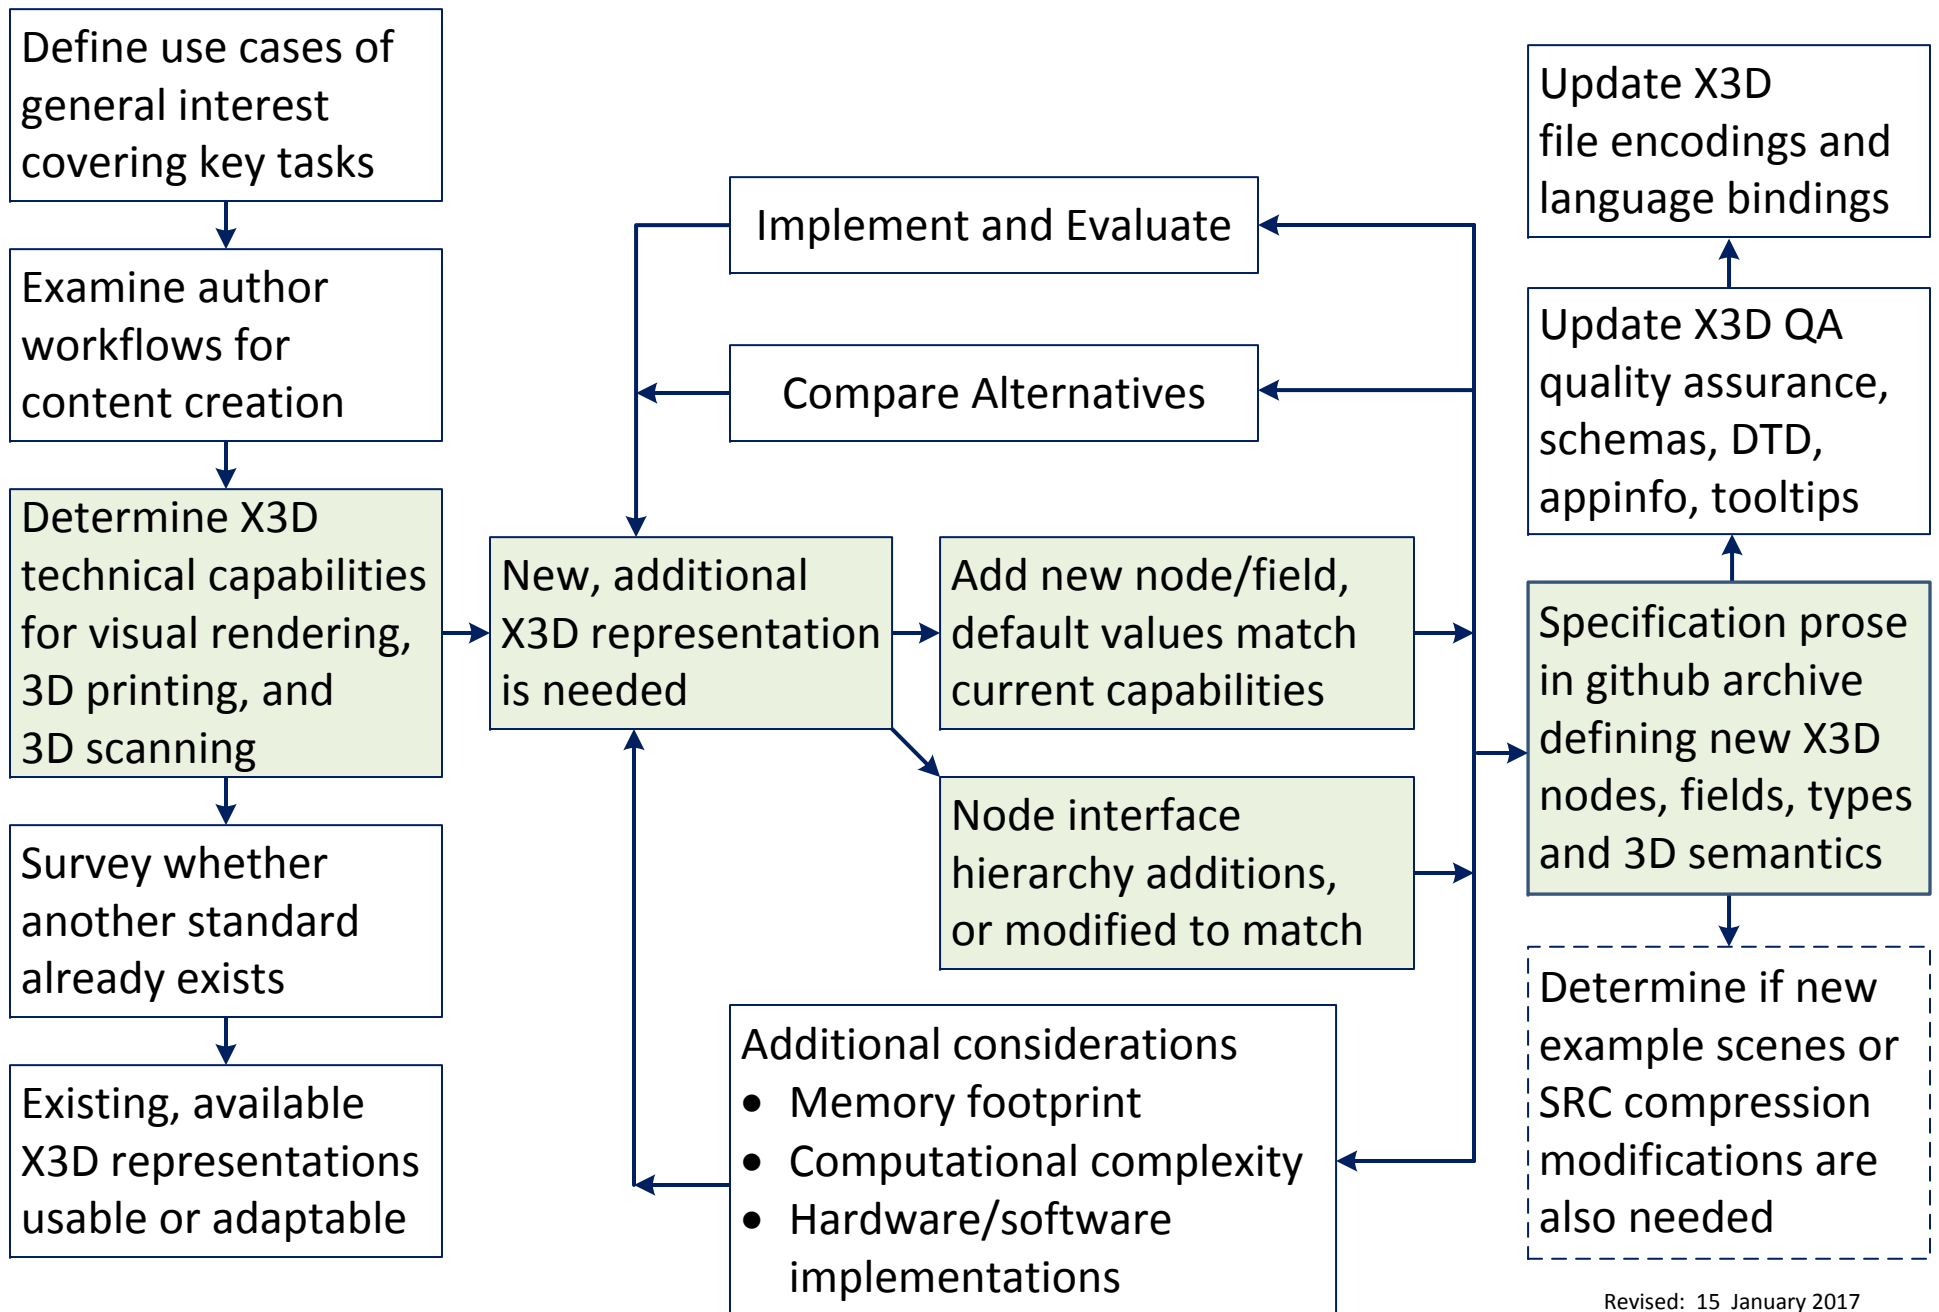 Define use cases of
general interest
covering key tasks
Examine author
workflows for
content creation
Determine X3D
technical capabilities
for visual rendering,
3D printing, and
3D scanning
Survey whether
another standard
already exists
Existing, available
X3D representations
usable or adaptable
Implement and Evaluate
Compare Alternatives
New, additional
X3D representation
is needed
Add new node/field,
default values match
current capabilities
Node interface
hierarchy additions,
or modified to match
Additional considerations
• Memory footprint
• Computational complexity
• Hardware/software
implementations
Update X3D
file encodings and
language bindings
Update X3D QA
quality assurance,
schemas, DTD,
appinfo, tooltips
Specification prose
in github archive
defining new X3D
nodes, fields, types
and 3D semantics
Determine if new
example scenes or
SRC compression
modifications are
also needed
Revised: 15 January 2017